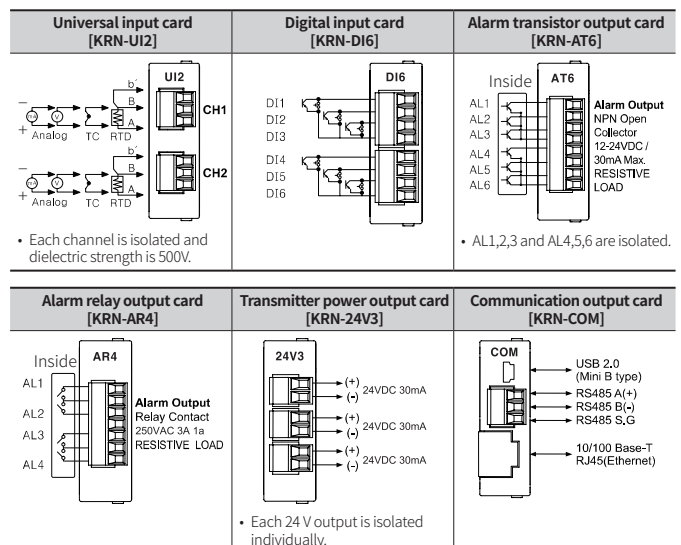 Universal input card
[KRN-UI2]
UI2
b´
B
A
CH1
−
mA
V
+
Analog
TC
RTD
b´
B
A
CH2
−
mA
V
+
Analog
TC
RTD
• Each channel is isolated and
dielectric strength is 500V.
Digital input card
[KRN-DI6]
DI6
DI1
DI2
DI3
DI4
DI5
DI6
Alarm transistor output card
[KRN-AT6]
Inside
AT6
AL1
AL2
AL3
AL4
AL5
AL6
Alarm Output
NPN Open
Collector
12-24VDC /
30mA Max.
RESISTIVE
LOAD
• AL1,2,3 and AL4,5,6 are isolated.
Alarm relay output card
[KRN-AR4]
Inside
AR4
AL1
AL2
AL3
AL4
Alarm Output
Relay Contact
250VAC 3A 1a
RESISTIVE LOAD
Transmitter power output card
[KRN-24V3]
24V3
(+)
(-)
24VDC 30mA
(+)
(-)
24VDC 30mA
(+)
(-)
24VDC 30mA
• Each 24 V output is isolated
individually.
Communication output card
[KRN-COM]
COM
USB 2.0
(Mini B type)
RS485 A(+)
RS485 B(-)
RS485 S.G
10/100 Base-T
RJ45(Ethernet)